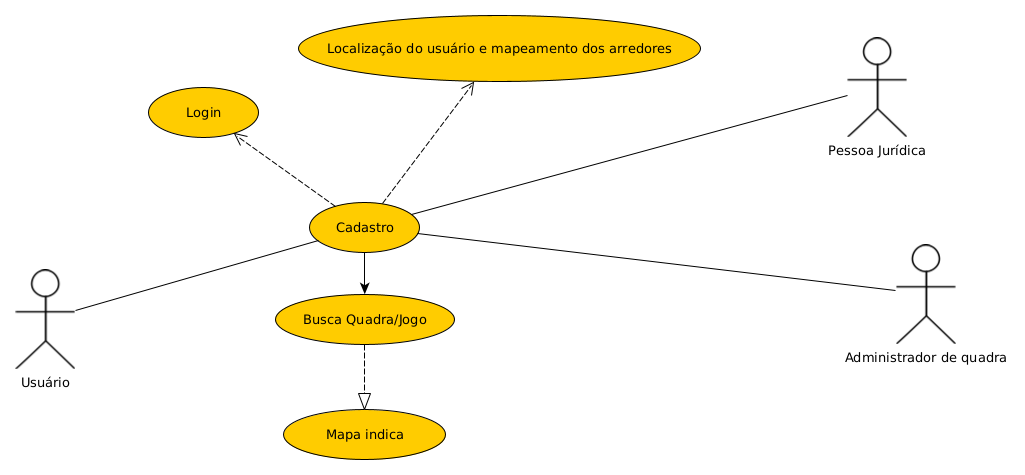 Localização do usuário e mapeamento dos arredores
Login
Pessoa Jurídica
Cadastro
Usuário
Busca Quadra/Jogo
Administrador de quadra
Mapa indica